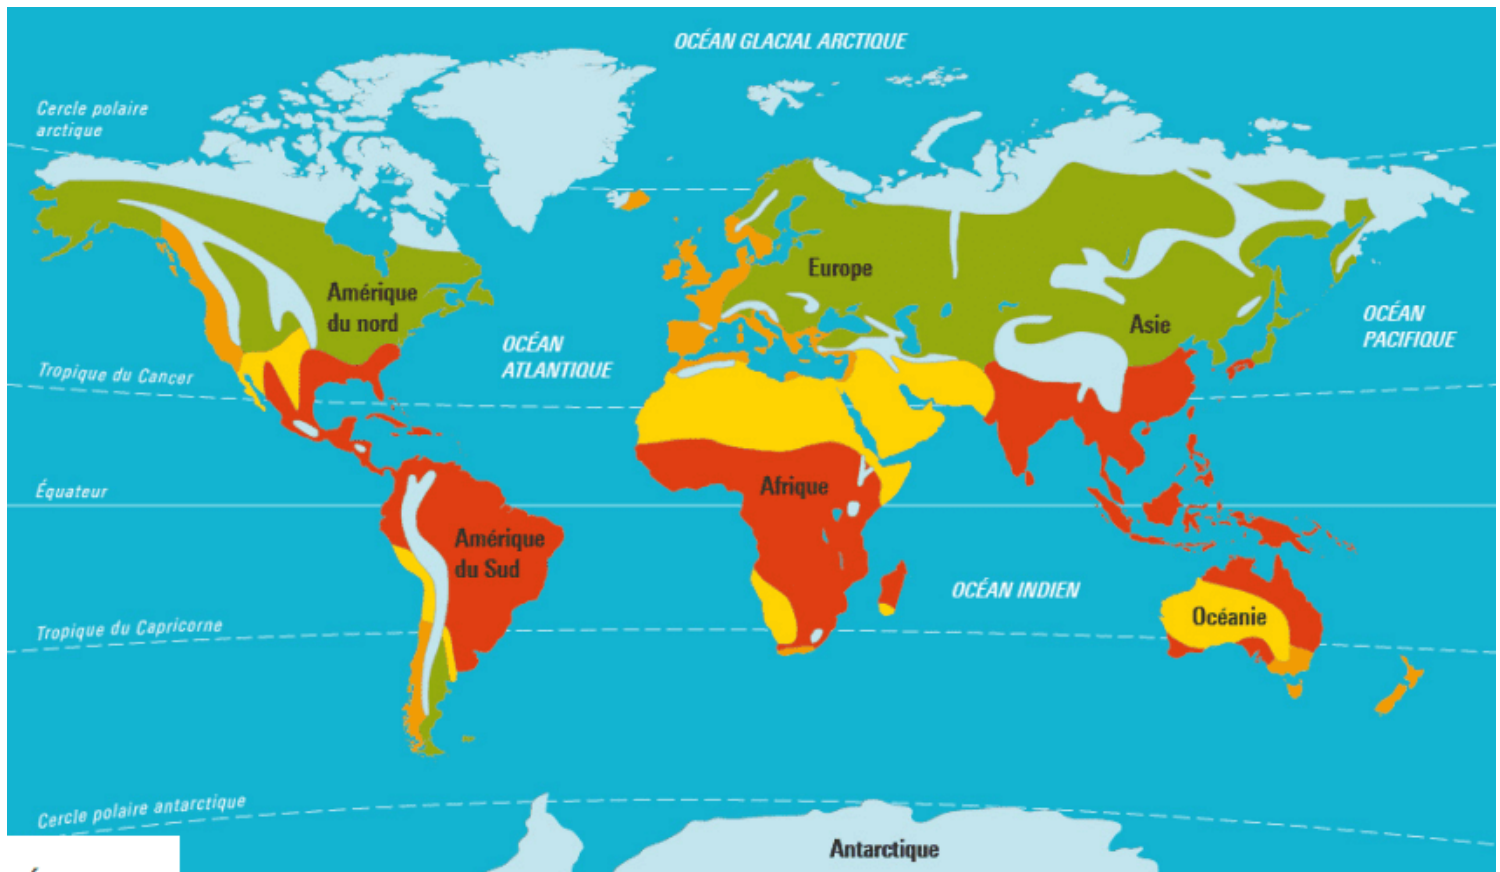 OCÉAN GLACIAL ARCTIQUE
Cercle polaire
arctique
Europe
Amérique
du nord
Asie
OCÉAN
PACIFIQUE
OCÉAN
ATLANTIQUE
Tropique du Cancer
Afrique
Équateur
Amérique
du Sud
OCÉAN INDIEN
Océanie
Tropique du Capricorne
Cercle polaire antarctique
Antarctique